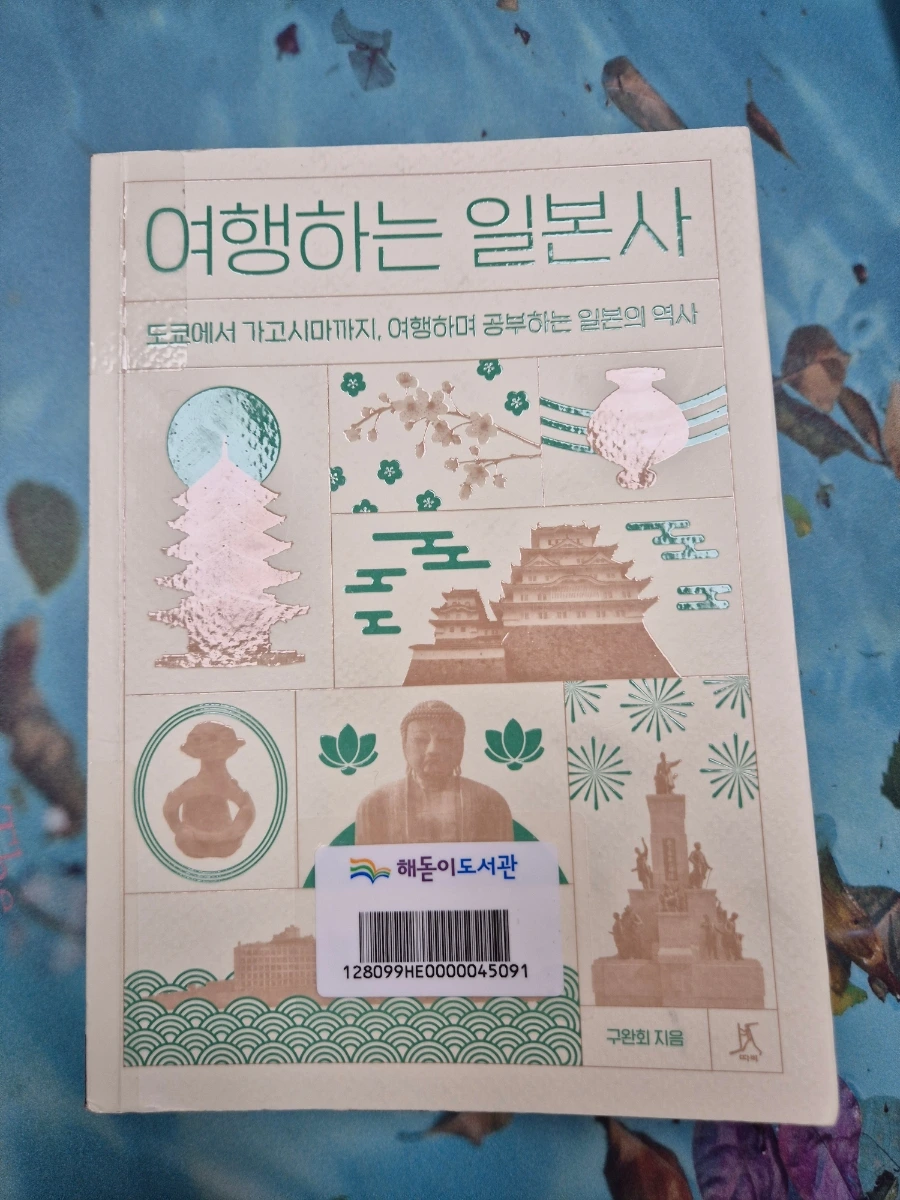 여행하는 일본사
도쿄에서 가고시마까지, 여행하며 공부하는 일본의 역사
해돋이도서관
128099HE0000045091
구완회 지음